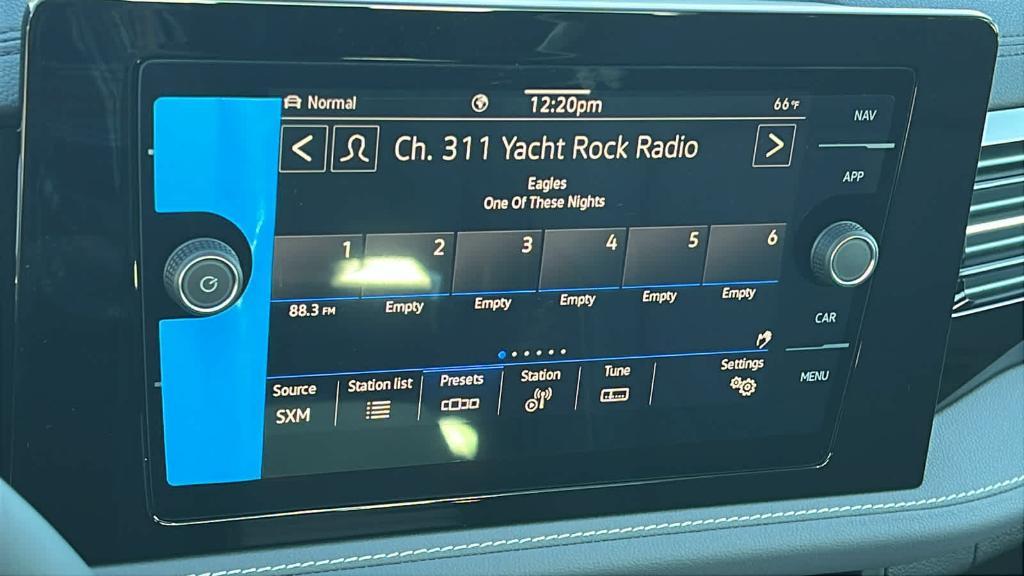 Normal 12:20pm 66°F
NAV
Ch. 311 Yacht Rock Radio
APP
Eagles
One Of These Nights
1 2 3 4 5 6
88.3 FM Empty Empty Empty Empty Empty
CAR
Source Station list Presets Station Tune Settings
SXM
MENU